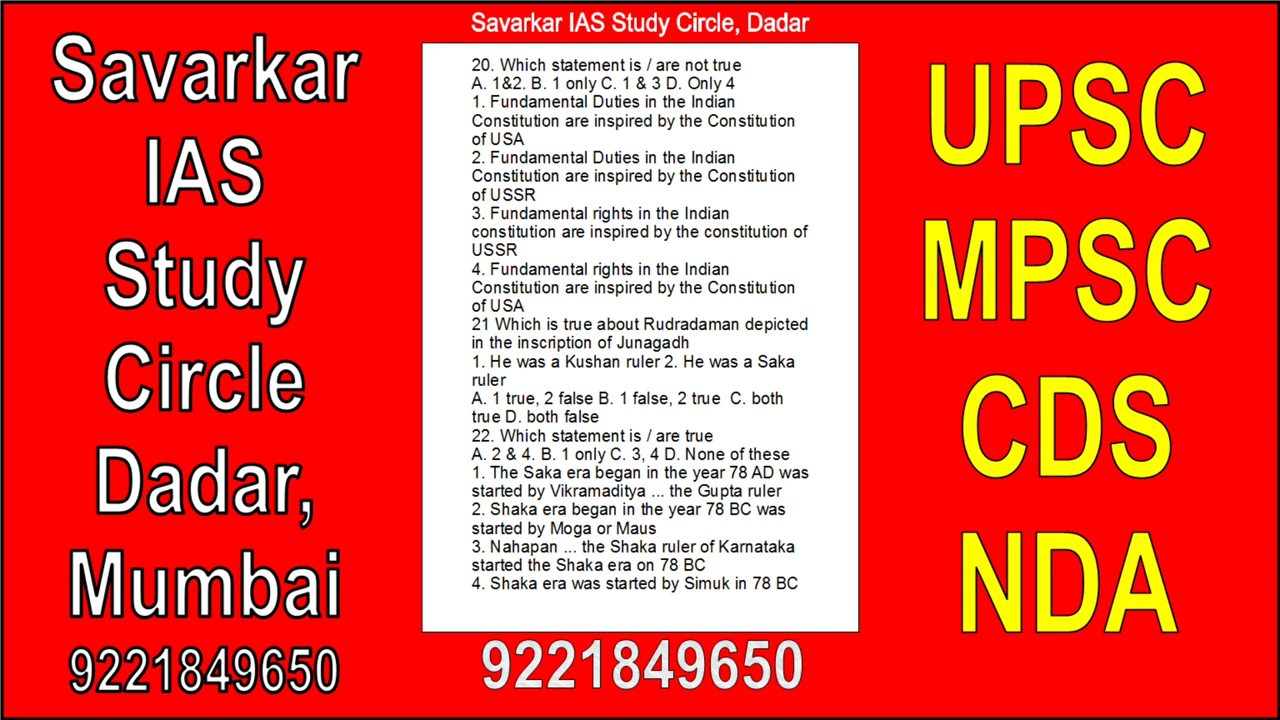 Savarkar
IAS
Study
Circle
Dadar,
Mumbai
9221849650
Savarkar IAS Study Circle, Dadar
20. Which statement is / are not true
A. 1&2. B. 1 only C. 1 & 3 D. Only 4
1. Fundamental Duties in the Indian
Constitution are inspired by the Constitution
of USA
2. Fundamental Duties in the Indian
Constitution are inspired by the Constitution
of USSR
3. Fundamental rights in the Indian
constitution are inspired by the constitution of
USSR
4. Fundamental rights in the Indian
Constitution are inspired by the Constitution
of USA
21 Which is true about Rudradaman depicted
in the inscription of Junagadh
1. He was a Kushan ruler 2. He was a Saka
ruler
A. 1 true, 2 false B. 1 false, 2 true C. both
true D. both false
22. Which statement is / are true
A. 2 & 4. B. 1 only C. 3, 4 D. None of these
1. The Saka era began in the year 78 AD was
started by Vikramaditya ... the Gupta ruler
2. Shaka era began in the year 78 BC was
started by Moga or Maus
3. Nahapan ... the Shaka ruler of Karnataka
started the Shaka era on 78 BC
4. Shaka era was started by Simuk in 78 BC
9221849650
UPSC
MPSC
CDS
NDA